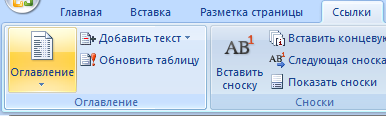 Главная Вставка Разметка страницы Ссылки
Оглавление
Добавить текст
Обновить таблицу
Оглавление
AB¹
Вставить
сноску
Вставить концевую
Следующая сноска
Показать сноски
Сноски